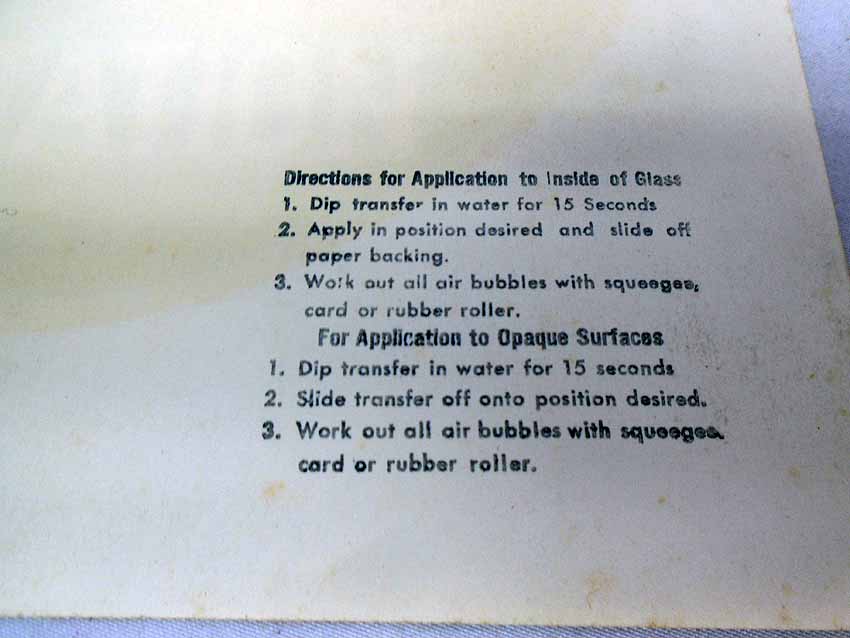 Directions for Application to Inside of Glass
1. Dip transfer in water for 15 Seconds
2. Apply in position desired and slide off
paper backing.
3. Work out all air bubbles with squeegee,
card or rubber roller.
For Application to Opaque Surfaces
1. Dip transfer in water for 15 seconds
2. Slide transfer off onto position desired.
3. Work out all air bubbles with squeegee,
card or rubber roller.